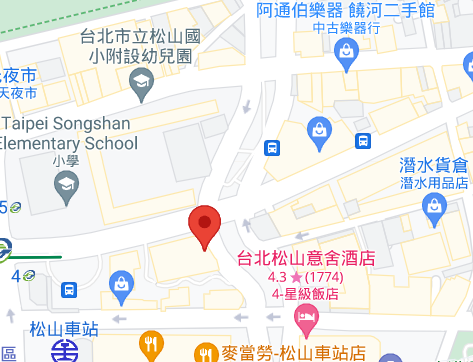 阿通伯樂器 饒河二手館
中古樂器行
台北市立松山國
小附設幼兒園
夜市
天夜市
Taipei Songshan
Elementary School
小學
潛水貨倉
潛水用品店
5
4
台北松山意舍酒店
4.3★(1774)
4-星級飯店
松山車站
區
麥當勞-松山車站店